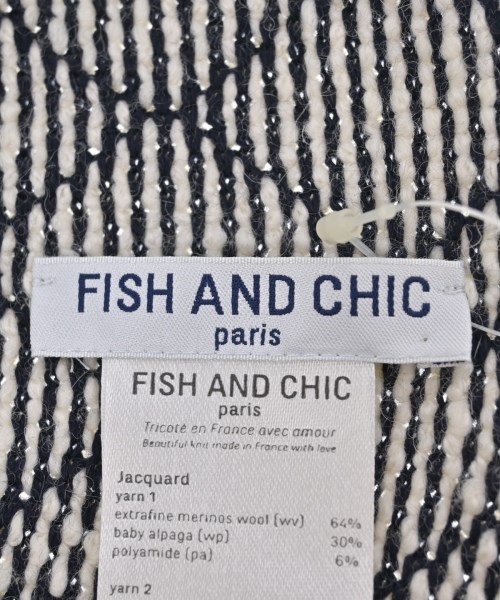 FISH AND CHIC
paris
FISH AND CHIC
paris
Tricoté en France avec amour
Beautiful knit made in France with love
Jacquard
yarn 1
extrafine merinos wool (wv) 64%
baby alpaga (wp) 30%
polyamide (pa) 6%
yarn 2